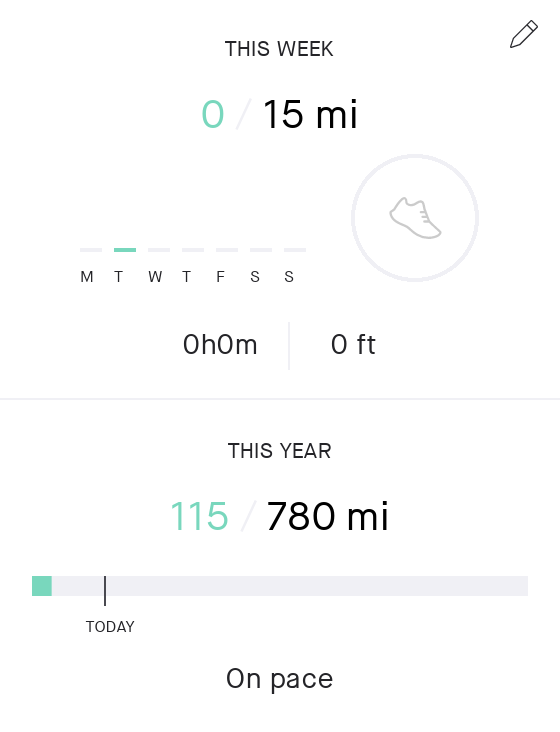 THIS WEEK
0 / 15 mi
M T W T F S S
0h0m 0 ft
THIS YEAR
115 / 780 mi
TODAY
On pace